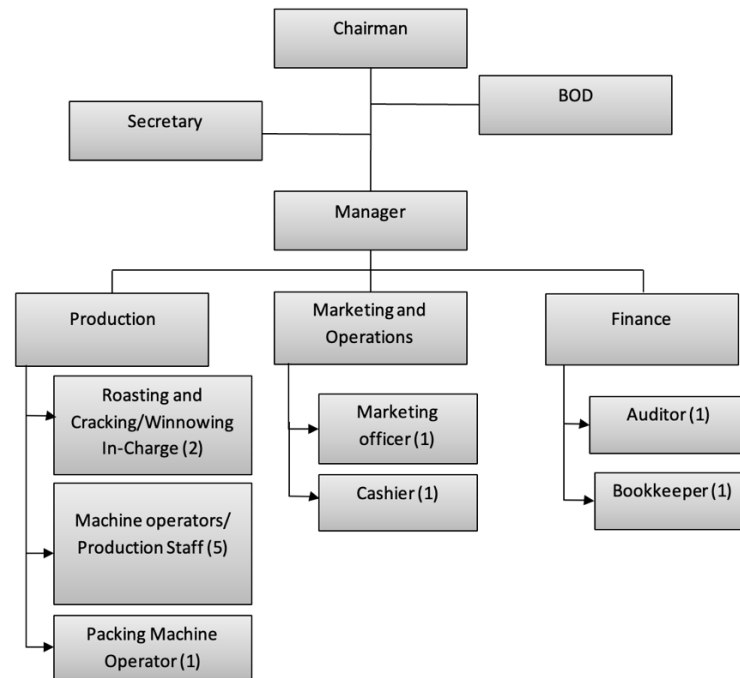 Chairman
BOD
Secretary
Manager
Production
Marketing and
Operations
Finance
Roasting and
Cracking/Winnowing
In-Charge (2)
Machine operators/
Production Staff (5)
Packing Machine
Operator (1)
Marketing
officer (1)
Cashier (1)
Auditor (1)
Bookkeeper (1)